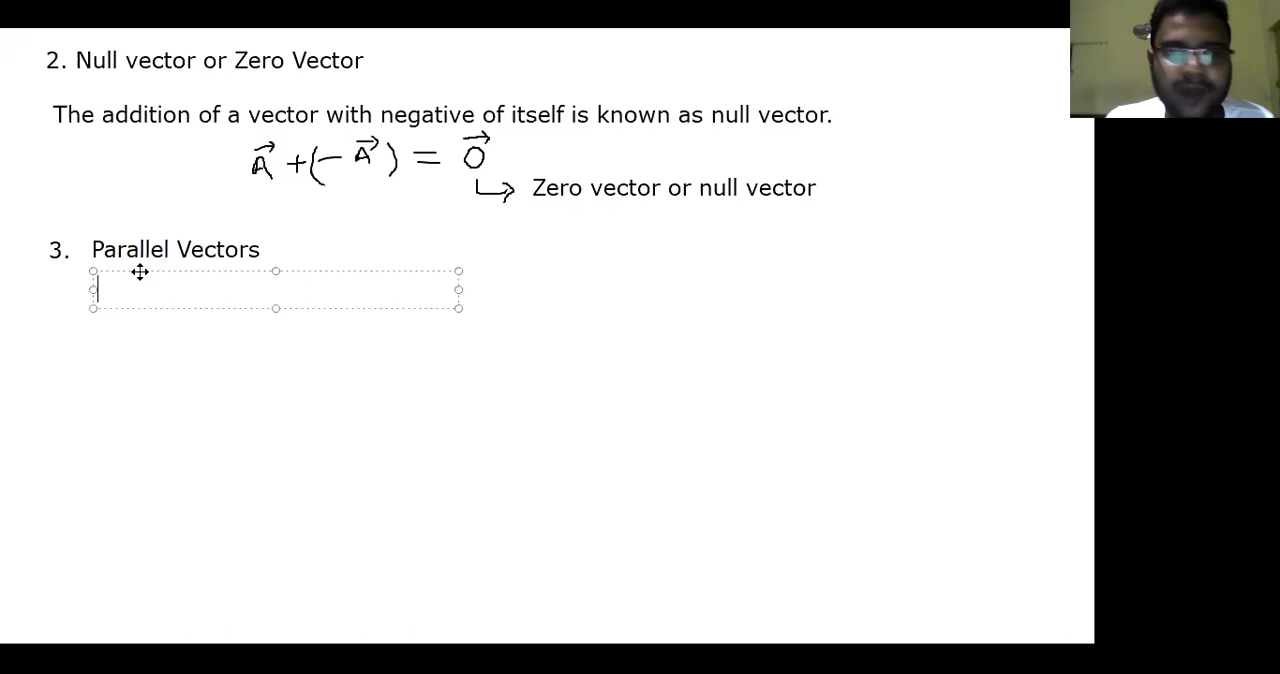 2. Null vector or Zero Vector
The addition of a vector with negative of itself is known as null vector.
A⃗ + (− A⃗ ) = 0⃗
↳ Zero vector or null vector
3. Parallel Vectors